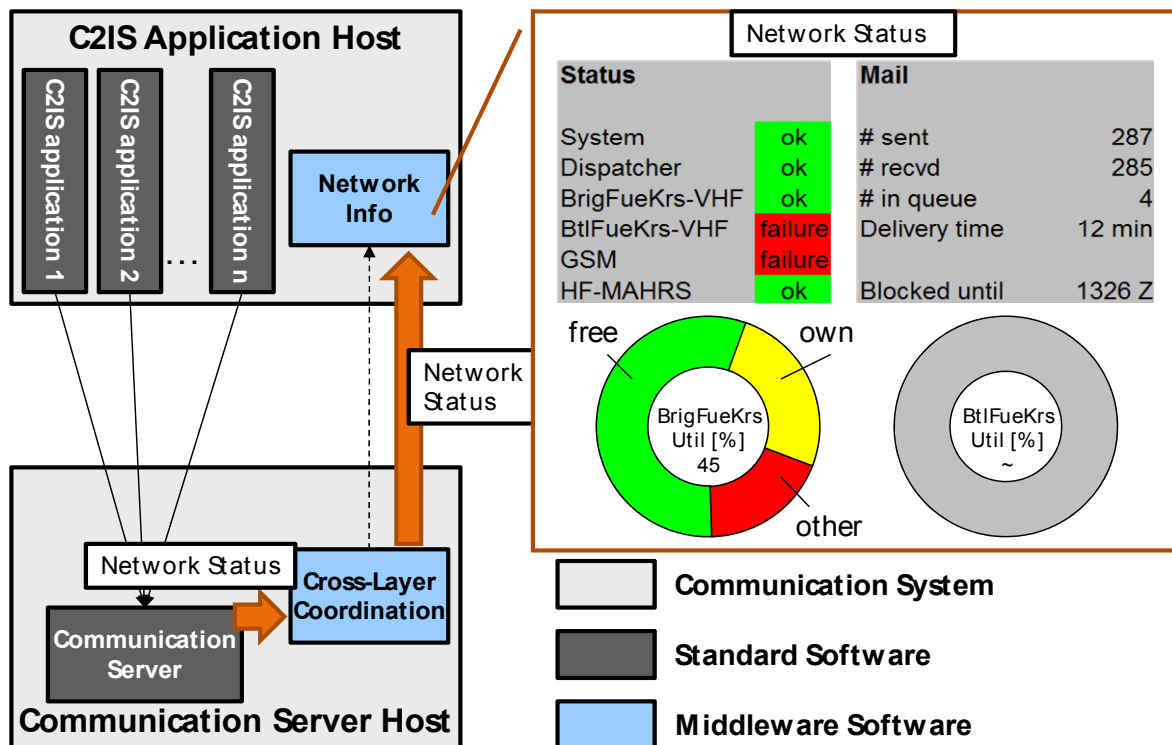 C2IS Application Host
C2IS application 1
C2IS application 2
...
C2IS application n
Network
Info
Network
Status
Network Status
Cross-Layer
Coordination
Communication
Server
Communication Server Host
Network Status
Status
System ok
Dispatcher ok
BrigFueKrs-VHF ok
BtlFueKrs-VHF failure
GSM failure
HF-MAHRS ok
Mail
# sent 287
# recvd 285
# in queue 4
Delivery time 12 min
Blocked until 1326 Z
free
own
other
BrigFueKrs
Util [%]
45
BtlFueKrs
Util [%]
~
Communication System
Standard Software
Middleware Software